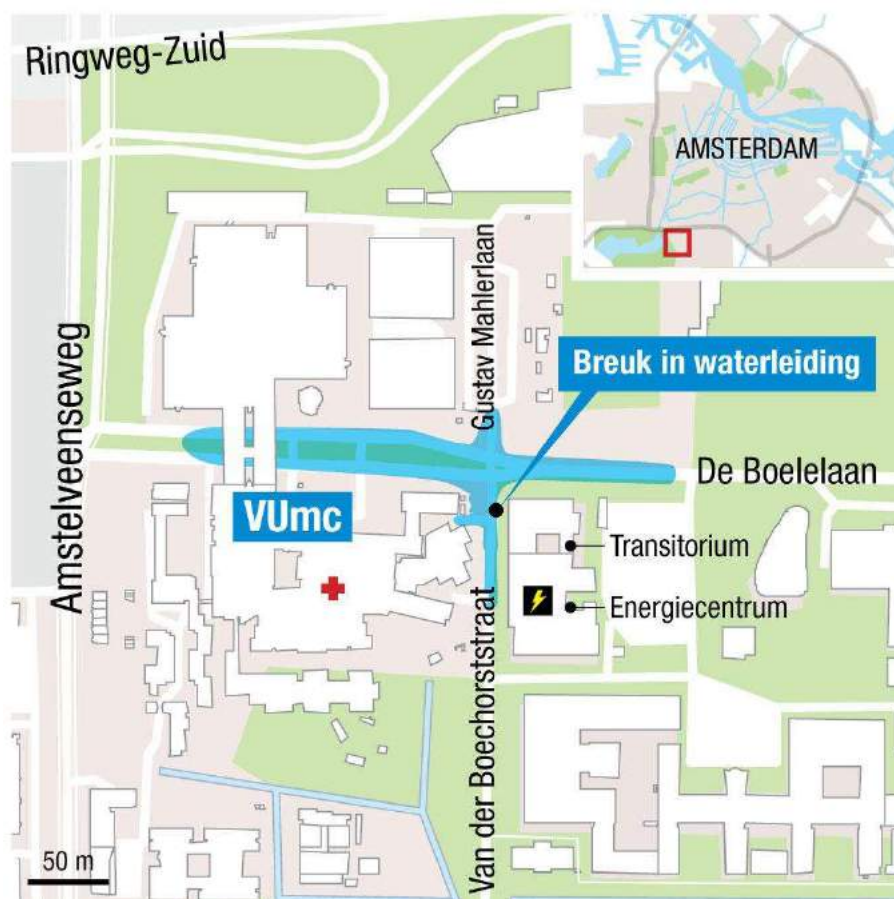 Ringweg-Zuid
AMSTERDAM
Gustav Mahlerlaan
Amstelveenseweg
Breuk in waterleiding
De Boelelaan
VUmc
Transitorium
Energiecentrum
Van der Boechorststraat
50 m